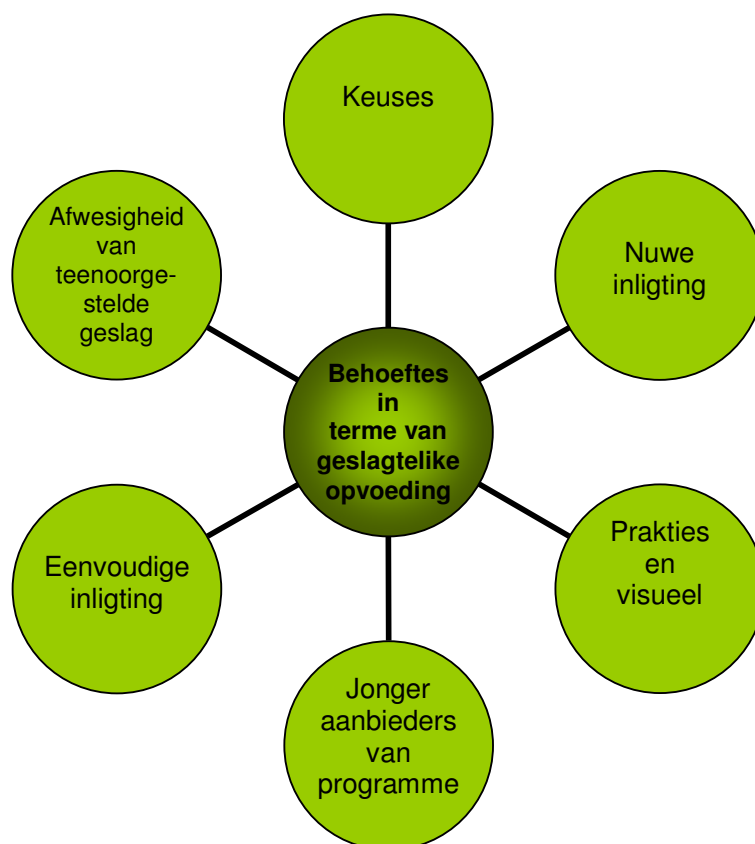 Keuses
Nuwe
inligting
Prakties
en
visueel
Jonger
aanbieders
van
programme
Eenvoudige
inligting
Afwesigheid
van
teenoorge-
stelde
geslag
Behoeftes
in
terme van
geslagtelike
opvoeding